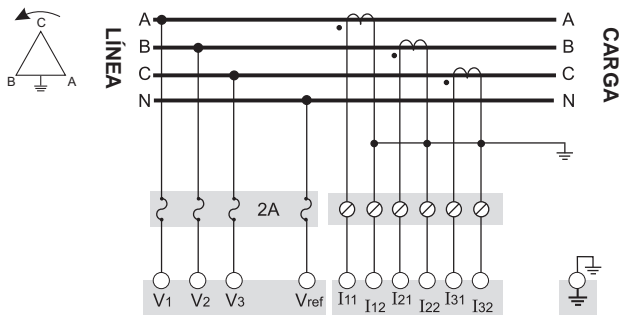 C
B A
LÍNEA
A A
B B
C C
N N
CARGA
2A
V1 V2 V3 Vref I11 I12 I21 I22 I31 I32